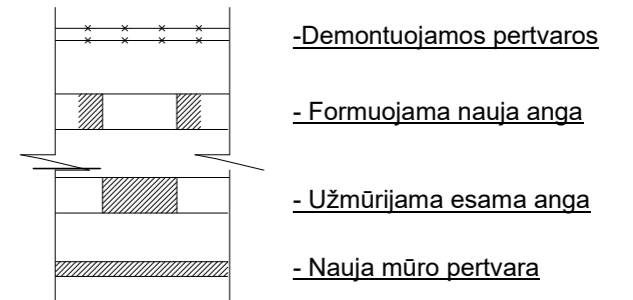 -Demontuojamos pertvaros
- Formuojama nauja anga
- Užmūrijama esama anga
- Nauja mūro pertvara